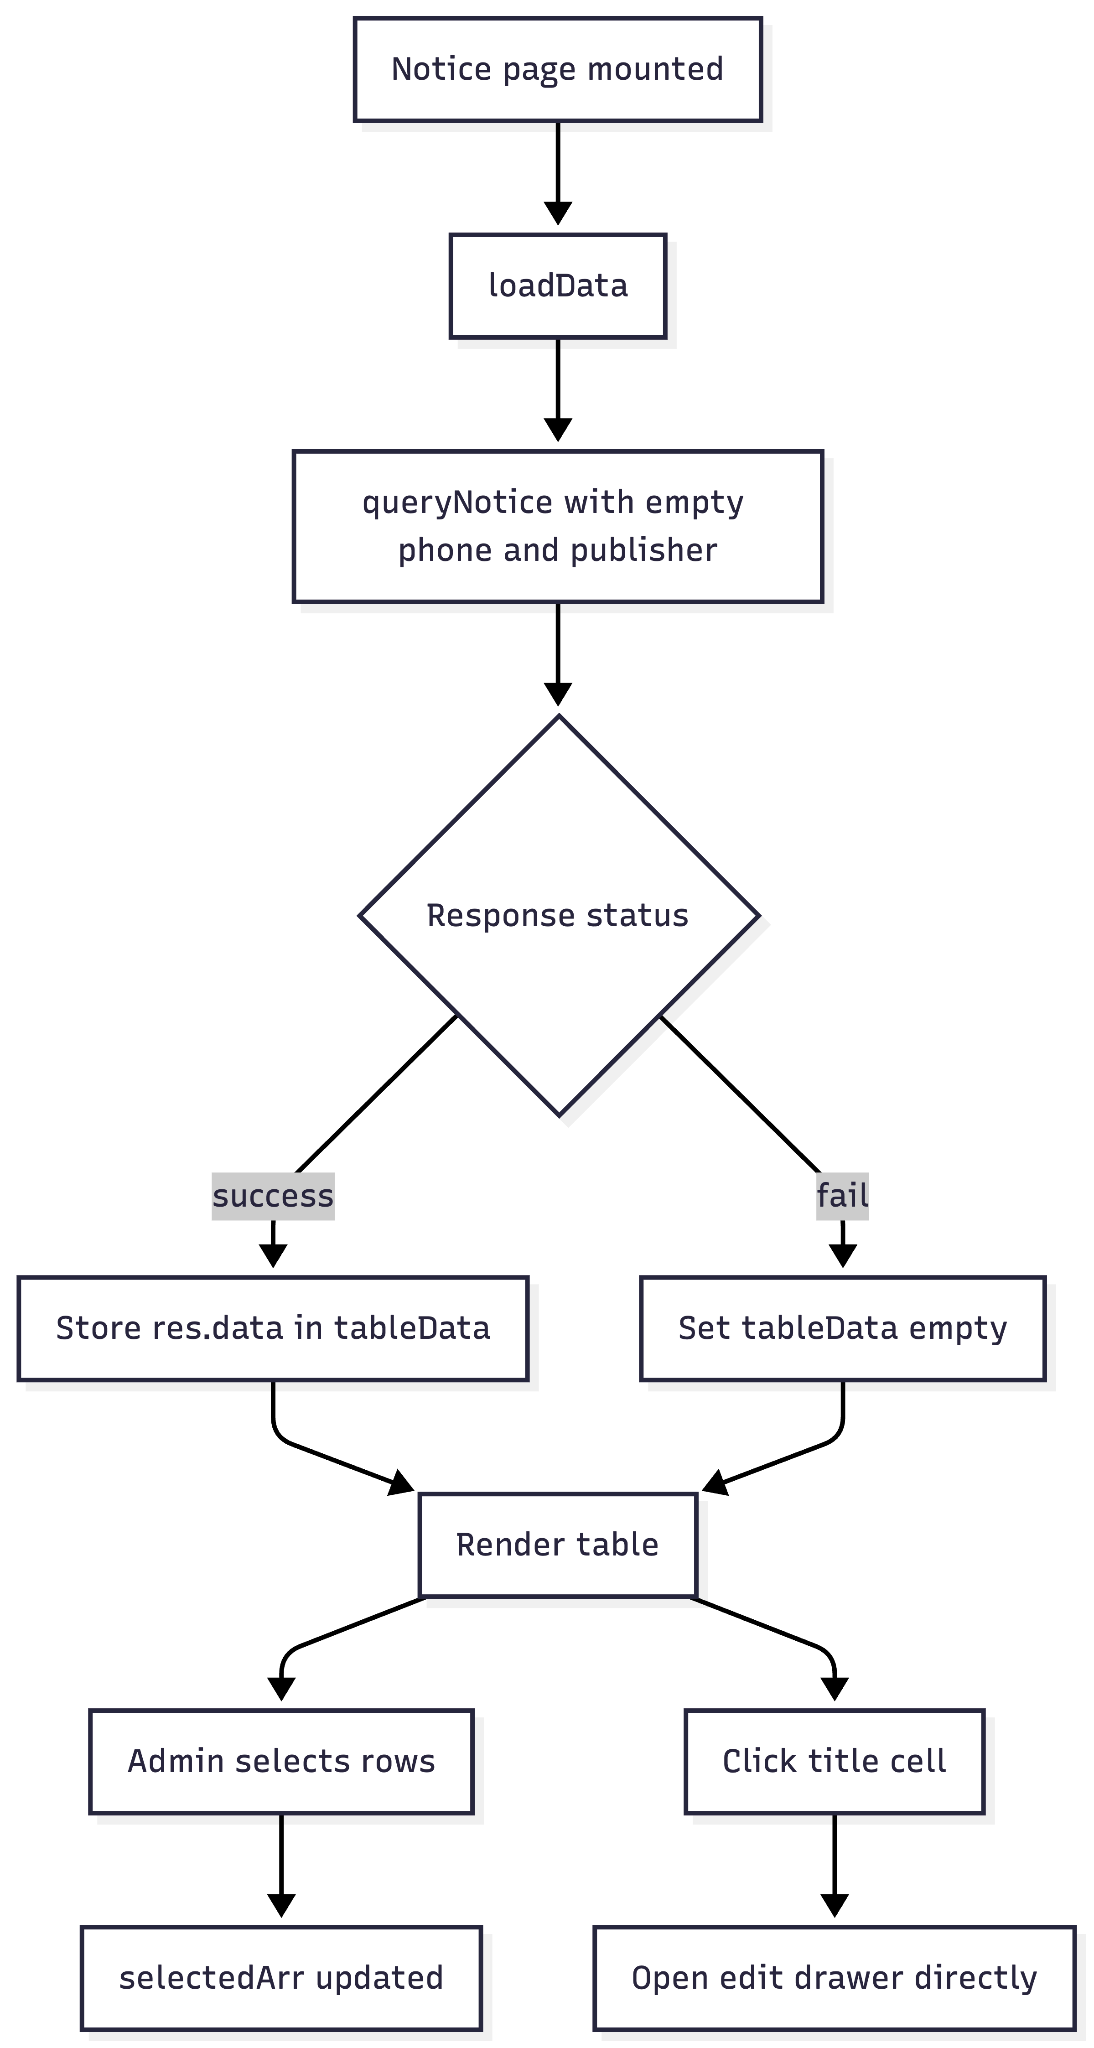 Notice page mounted
loadData
queryNotice with empty
phone and publisher
Response status
success
fail
Store res.data in tableData
Set tableData empty
Render table
Admin selects rows
Click title cell
selectedArr updated
Open edit drawer directly